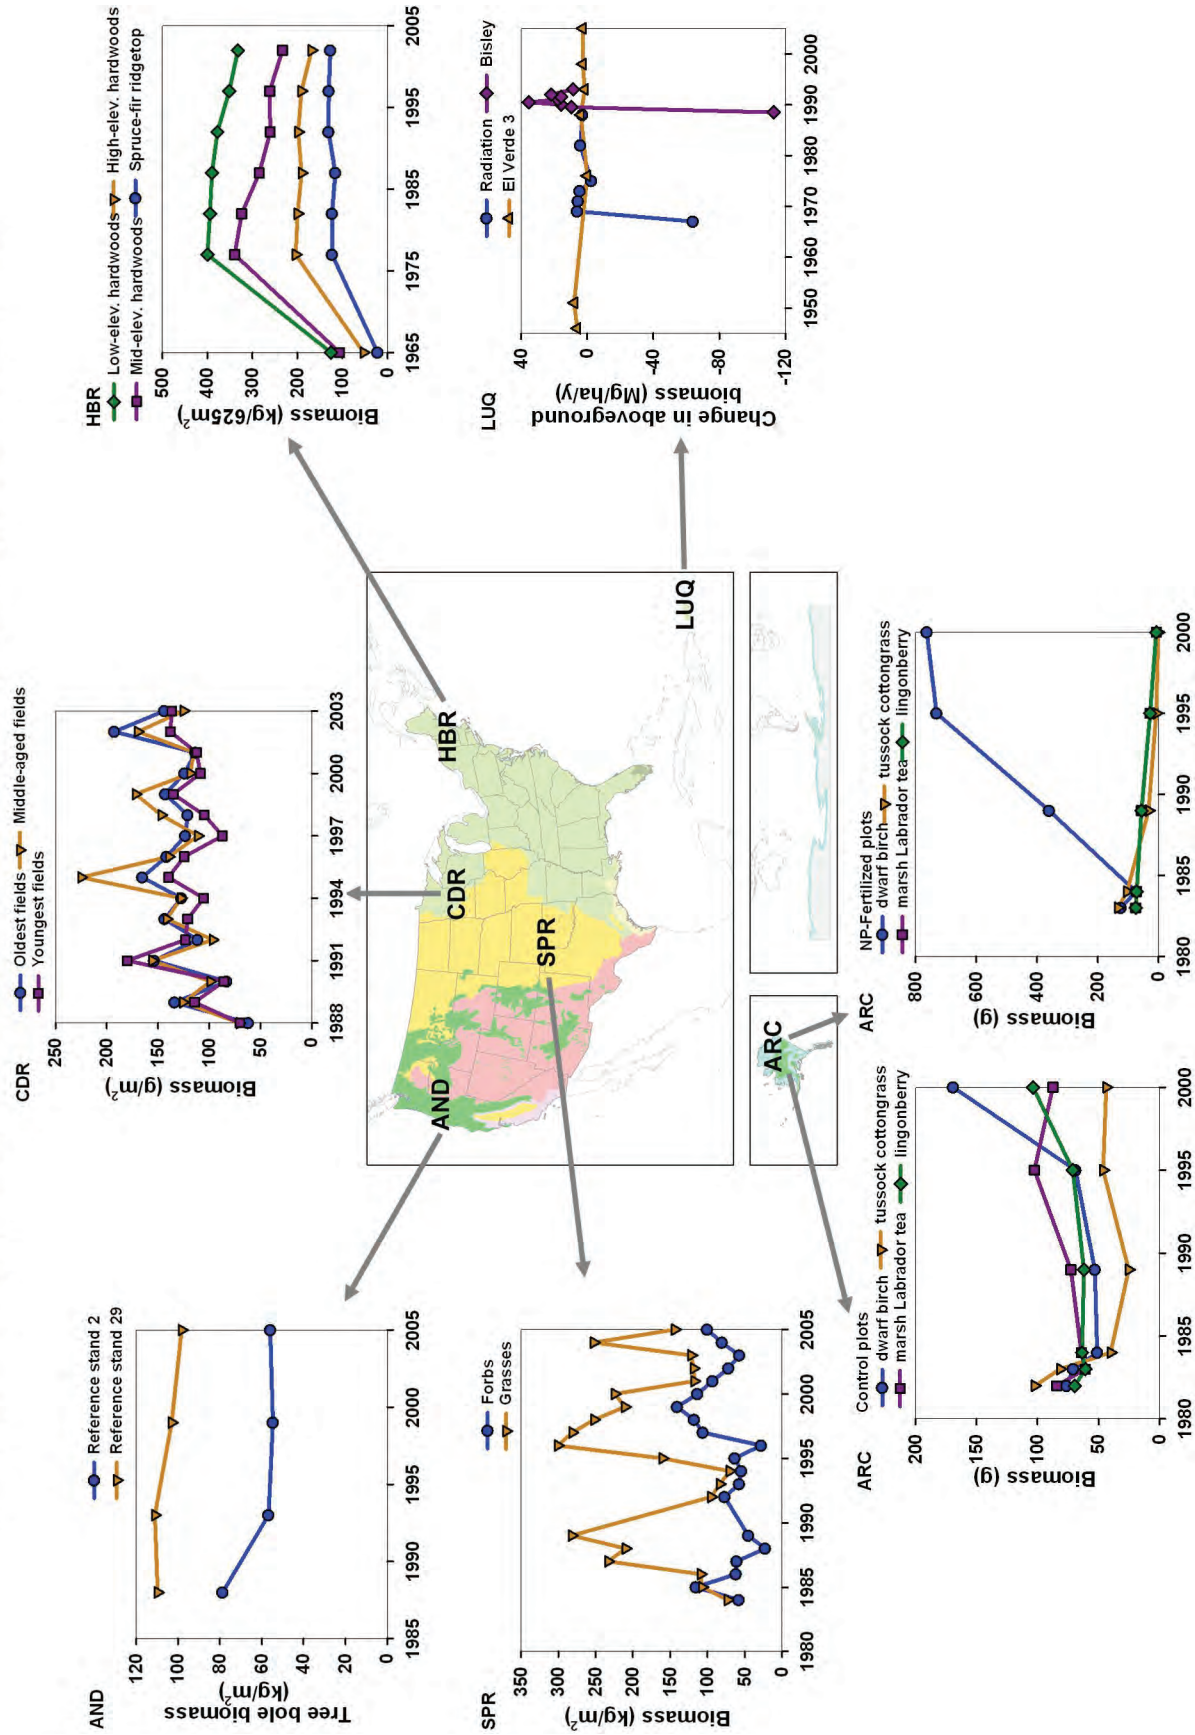 AND
Reference stand 2
Reference stand 29
Tree bole biomass
(kg/m²)
120
100
80
60
40
20
0
1985
1990
1995
2000
2005
CDR
Oldest fields
Middle-aged fields
Youngest fields
Biomass (g/m²)
250
200
150
100
50
0
1988
1991
1994
1997
2000
2003
HBR
Low-elev. hardwoods
High-elev. hardwoods
Mid-elev. hardwoods
Spruce-fir ridgetop
Biomass (kg/625m²)
500
400
300
200
100
0
1965
1975
1985
1995
2005
SPR
Forbs
Grasses
Biomass (kg/m²)
350
300
250
200
150
100
50
0
1980
1985
1990
1995
2000
2005
AND
CDR
HBR
SPR
LUQ
ARC
LUQ
Radiation
Bisley
El Verde 3
Change in aboveground
biomass (Mg/ha/y)
40
0
-40
-80
-120
1950
1960
1970
1980
1990
2000
ARC
Control plots
dwarf birch
tussock cottongrass
marsh Labrador tea
lingonberry
Biomass (g)
200
100
50
0
1980
1985
1990
1995
2000
ARC
NP-Fertilized plots
dwarf birch
tussock cottongrass
marsh Labrador tea
lingonberry
Biomass (g)
800
600
400
200
0
1980
1985
1990
1995
2000